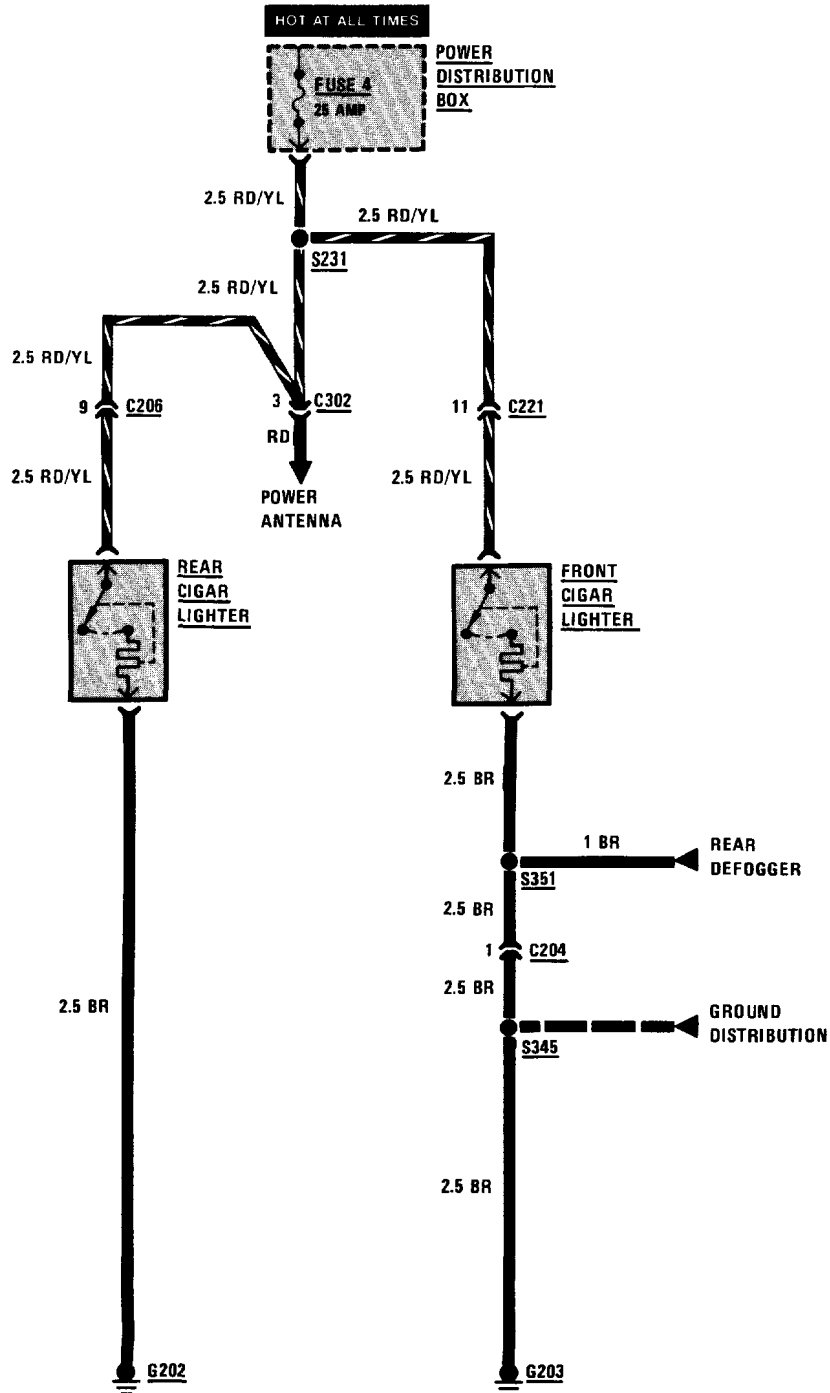 HOT AT ALL TIMES
POWER
DISTRIBUTION
BOX
FUSE 4
25 AMP
2.5 RD/YL
2.5 RD/YL
S231
2.5 RD/YL
2.5 RD/YL
9 C206
3 C302
11 C221
RD
2.5 RD/YL
2.5 RD/YL
POWER
ANTENNA
REAR
CIGAR
LIGHTER
FRONT
CIGAR
LIGHTER
2.5 BR
1 BR
REAR
DEFOGGER
S351
2.5 BR
1 C204
2.5 BR
2.5 BR
GROUND
DISTRIBUTION
S345
2.5 BR
G202
G203